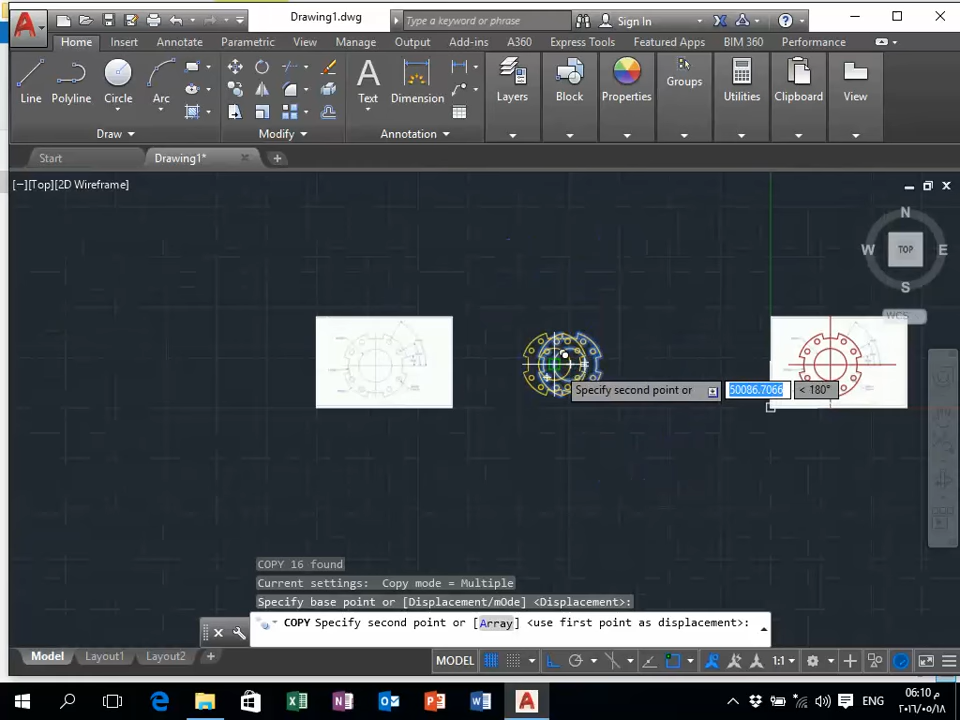 Drawing1.dwg
Type a keyword or phrase
Sign In
Home Insert Annotate Parametric View Manage Output Add-ins A360 Express Tools Featured Apps BIM 360 Performance
Line Polyline Circle Arc Text Dimension Layers Block Properties Groups Utilities Clipboard View
Draw Modify Annotation
Start Drawing1*
[−][Top][2D Wireframe]
N
W TOP E
S
WCS
Specify second point or 50086.7066 < 180°
COPY 16 found
Current settings: Copy mode = Multiple
Specify base point or [Displacement/mOde] <Displacement>:
COPY Specify second point or [Array] <use first point as displacement>:
Model Layout1 Layout2 + MODEL 1:1
ENG 06:10 م
٢٠١٦/٠٥/١٨